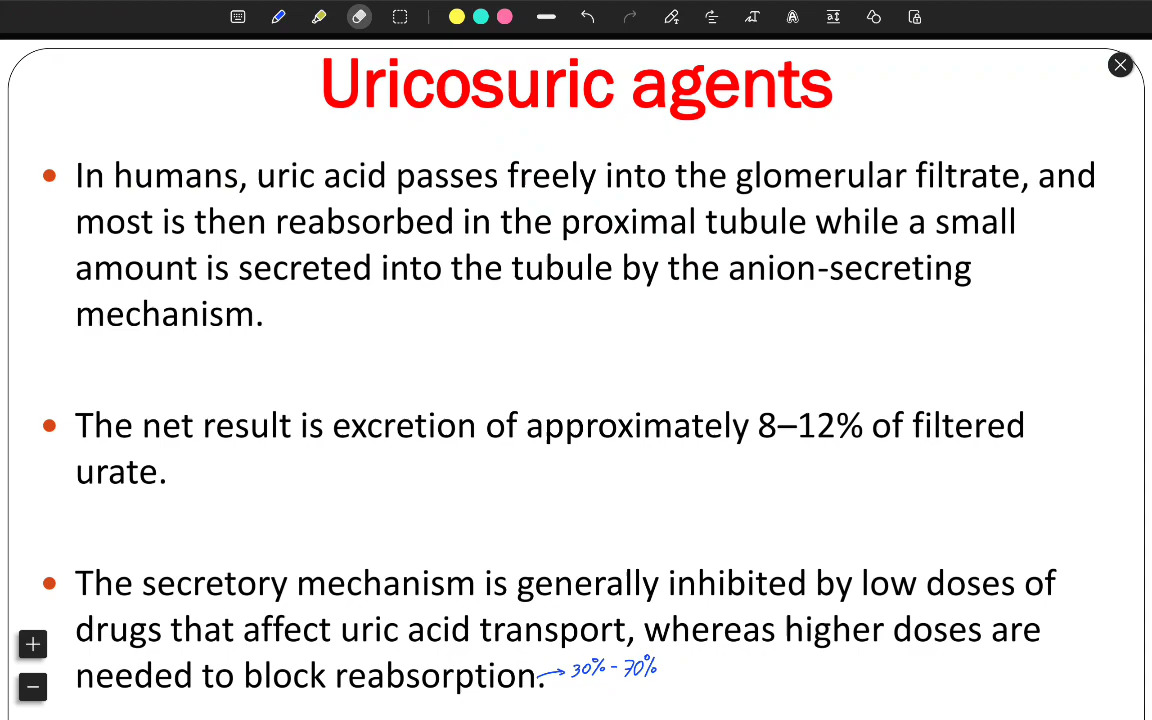 Uricosuric agents
• In humans, uric acid passes freely into the glomerular filtrate, and
most is then reabsorbed in the proximal tubule while a small
amount is secreted into the tubule by the anion-secreting
mechanism.
• The net result is excretion of approximately 8–12% of filtered
urate.
• The secretory mechanism is generally inhibited by low doses of
drugs that affect uric acid transport, whereas higher doses are
needed to block reabsorption. → 30% - 70%